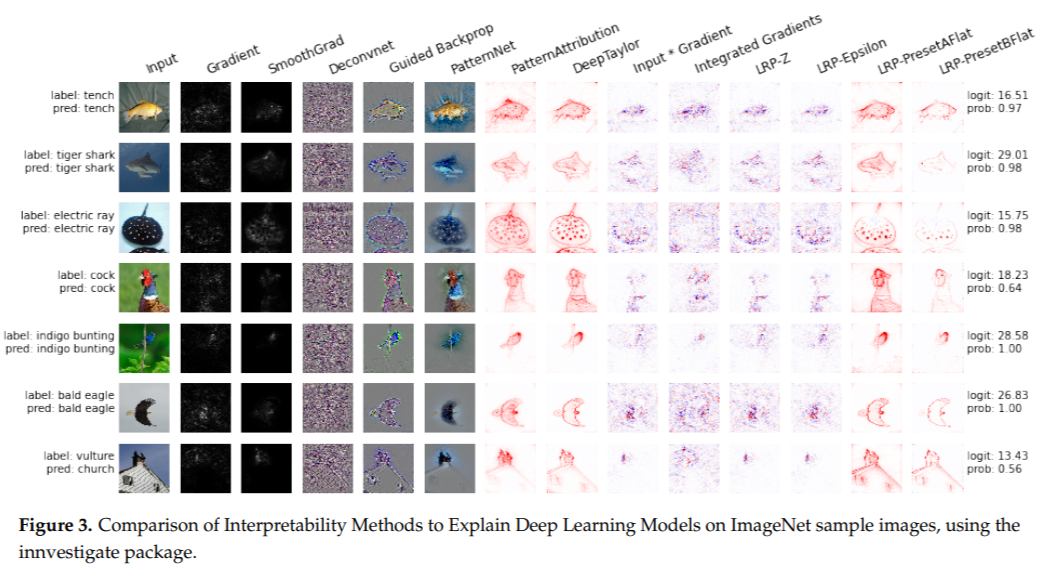 Input Gradient SmoothGrad Deconvnet Guided Backprop PatternNet PatternAttribution DeepTaylor Input * Gradient Integrated Gradients LRP-Z LRP-Epsilon LRP-PresetAFlat LRP-PresetBFlat
label: tench
pred: tench
logit: 16.51
prob: 0.97
label: tiger shark
pred: tiger shark
logit: 29.01
prob: 0.98
label: electric ray
pred: electric ray
logit: 15.75
prob: 0.98
label: cock
pred: cock
logit: 18.23
prob: 0.64
label: indigo bunting
pred: indigo bunting
logit: 28.58
prob: 1.00
label: bald eagle
pred: bald eagle
logit: 26.83
prob: 1.00
label: vulture
pred: church
logit: 13.43
prob: 0.56
Figure 3. Comparison of Interpretability Methods to Explain Deep Learning Models on ImageNet sample images, using the
innvestigate package.